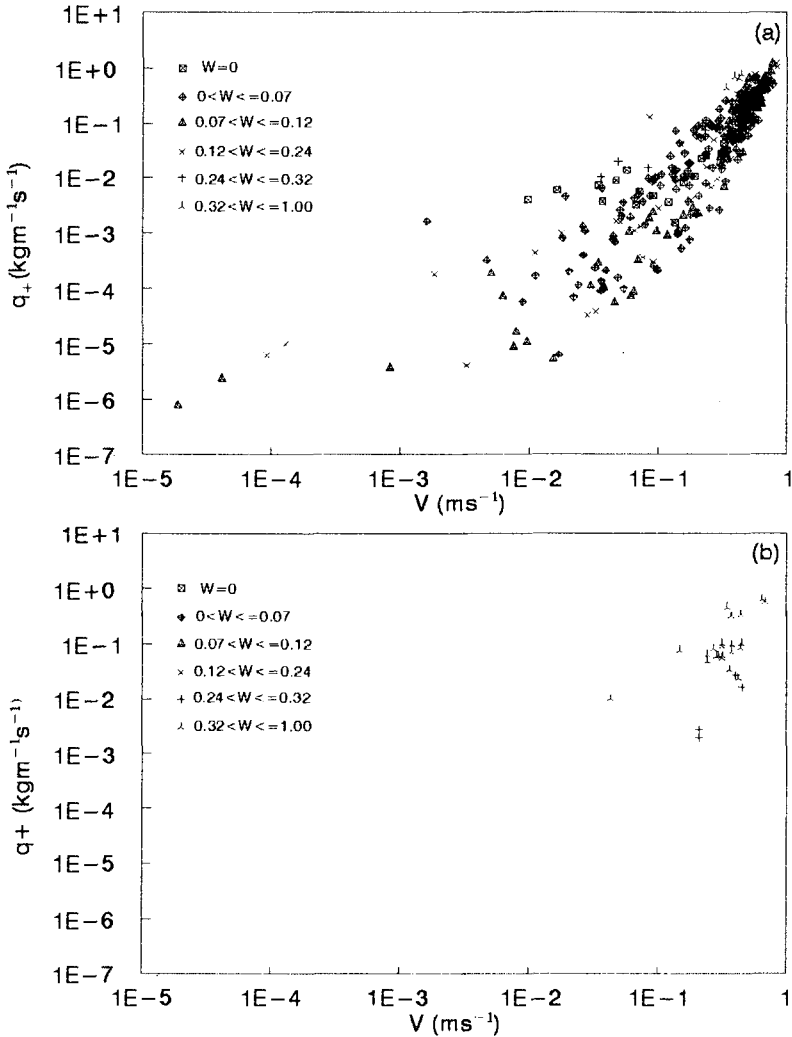 (a)
1E+1
1E+0
1E-1
1E-2
1E-3
1E-4
1E-5
1E-6
1E-7
q₊ (kgm⁻¹s⁻¹)
W=0
0<W<=0.07
0.07<W<=0.12
0.12<W<=0.24
0.24<W<=0.32
0.32<W<=1.00
1E-5 1E-4 1E-3 1E-2 1E-1 1
V (ms⁻¹)
(b)
1E+1
1E+0
1E-1
1E-2
1E-3
1E-4
1E-5
1E-6
1E-7
q+ (kgm⁻¹s⁻¹)
W=0
0<W<=0.07
0.07<W<=0.12
0.12<W<=0.24
0.24<W<=0.32
0.32<W<=1.00
1E-5 1E-4 1E-3 1E-2 1E-1 1
V (ms⁻¹)